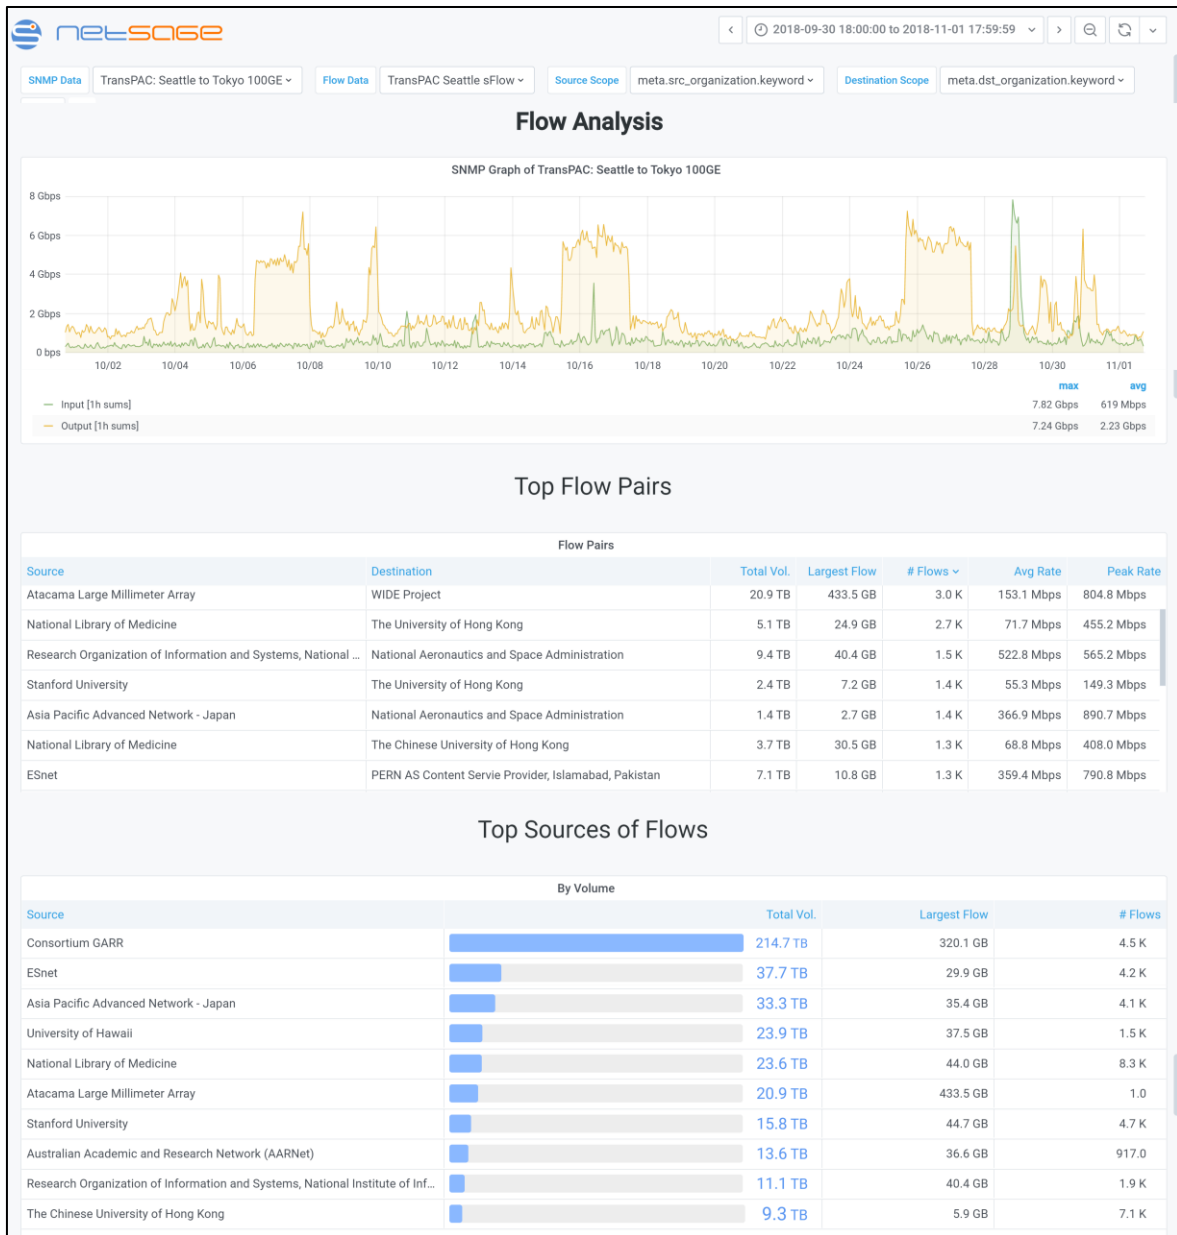 netsage
2018-09-30 18:00:00 to 2018-11-01 17:59:59
SNMP Data TransPAC: Seattle to Tokyo 100GE Flow Data TransPAC Seattle sFlow Source Scope meta.src_organization.keyword Destination Scope meta.dst_organization.keyword
Flow Analysis
SNMP Graph of TransPAC: Seattle to Tokyo 100GE
8 Gbps
6 Gbps
4 Gbps
2 Gbps
0 bps
10/02 10/04 10/06 10/08 10/10 10/12 10/14 10/16 10/18 10/20 10/22 10/24 10/26 10/28 10/30 11/01
max avg
Input [1h sums] 7.82 Gbps 619 Mbps
Output [1h sums] 7.24 Gbps 2.23 Gbps
Top Flow Pairs
Flow Pairs
Source Destination Total Vol. Largest Flow # Flows Avg Rate Peak Rate
Atacama Large Millimeter Array WIDE Project 20.9 TB 433.5 GB 3.0 K 153.1 Mbps 804.8 Mbps
National Library of Medicine The University of Hong Kong 5.1 TB 24.9 GB 2.7 K 71.7 Mbps 455.2 Mbps
Research Organization of Information and Systems, National ... National Aeronautics and Space Administration 9.4 TB 40.4 GB 1.5 K 522.8 Mbps 565.2 Mbps
Stanford University The University of Hong Kong 2.4 TB 7.2 GB 1.4 K 55.3 Mbps 149.3 Mbps
Asia Pacific Advanced Network - Japan National Aeronautics and Space Administration 1.4 TB 2.7 GB 1.4 K 366.9 Mbps 890.7 Mbps
National Library of Medicine The Chinese University of Hong Kong 3.7 TB 30.5 GB 1.3 K 68.8 Mbps 408.0 Mbps
ESnet PERN AS Content Servie Provider, Islamabad, Pakistan 7.1 TB 10.8 GB 1.3 K 359.4 Mbps 790.8 Mbps
Top Sources of Flows
By Volume
Source Total Vol. Largest Flow # Flows
Consortium GARR 214.7 TB 320.1 GB 4.5 K
ESnet 37.7 TB 29.9 GB 4.2 K
Asia Pacific Advanced Network - Japan 33.3 TB 35.4 GB 4.1 K
University of Hawaii 23.9 TB 37.5 GB 1.5 K
National Library of Medicine 23.6 TB 44.0 GB 8.3 K
Atacama Large Millimeter Array 20.9 TB 433.5 GB 1.0
Stanford University 15.8 TB 44.7 GB 4.7 K
Australian Academic and Research Network (AARNet) 13.6 TB 36.6 GB 917.0
Research Organization of Information and Systems, National Institute of Inf... 11.1 TB 40.4 GB 1.9 K
The Chinese University of Hong Kong 9.3 TB 5.9 GB 7.1 K